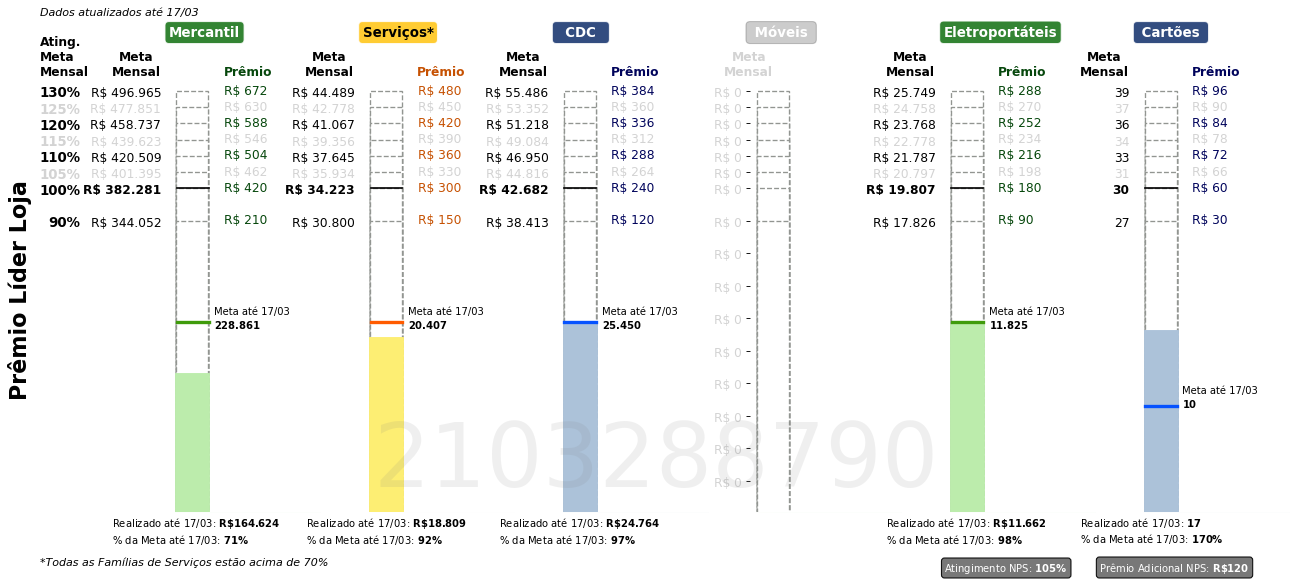 Dados atualizados até 17/03
Mercantil Serviços* CDC Móveis Eletroportáteis Cartões
Ating.
Meta Meta Meta Meta Meta Meta Meta
Mensal Mensal Prêmio Mensal Prêmio Mensal Prêmio Mensal Mensal Prêmio Mensal Prêmio
130% R$ 496.965 R$ 672 R$ 44.489 R$ 480 R$ 55.486 R$ 384 R$ 0 R$ 25.749 R$ 288 39 R$ 96
125% R$ 477.851 R$ 630 R$ 42.778 R$ 450 R$ 53.352 R$ 360 R$ 0 R$ 24.758 R$ 270 37 R$ 90
120% R$ 458.737 R$ 588 R$ 41.067 R$ 420 R$ 51.218 R$ 336 R$ 0 R$ 23.768 R$ 252 36 R$ 84
115% R$ 439.623 R$ 546 R$ 39.356 R$ 390 R$ 49.084 R$ 312 R$ 0 R$ 22.778 R$ 234 34 R$ 78
110% R$ 420.509 R$ 504 R$ 37.645 R$ 360 R$ 46.950 R$ 288 R$ 0 R$ 21.787 R$ 216 33 R$ 72
105% R$ 401.395 R$ 462 R$ 35.934 R$ 330 R$ 44.816 R$ 264 R$ 0 R$ 20.797 R$ 198 31 R$ 66
100% R$ 382.281 R$ 420 R$ 34.223 R$ 300 R$ 42.682 R$ 240 R$ 0 R$ 19.807 R$ 180 30 R$ 60
90% R$ 344.052 R$ 210 R$ 30.800 R$ 150 R$ 38.413 R$ 120 R$ 0 R$ 17.826 R$ 90 27 R$ 30
R$ 0
R$ 0
Meta até 17/03 Meta até 17/03 Meta até 17/03 R$ 0 Meta até 17/03
228.861 20.407 25.450 11.825
R$ 0
R$ 0
Meta até 17/03
10
R$ 0
R$ 0
R$ 0
Prêmio Líder Loja
2103288790
Realizado até 17/03: R$164.624 Realizado até 17/03: R$18.809 Realizado até 17/03: R$24.764 Realizado até 17/03: R$11.662 Realizado até 17/03: 17
% da Meta até 17/03: 71% % da Meta até 17/03: 92% % da Meta até 17/03: 97% % da Meta até 17/03: 98% % da Meta até 17/03: 170%
*Todas as Famílias de Serviços estão acima de 70% Atingimento NPS: 105% Prêmio Adicional NPS: R$120